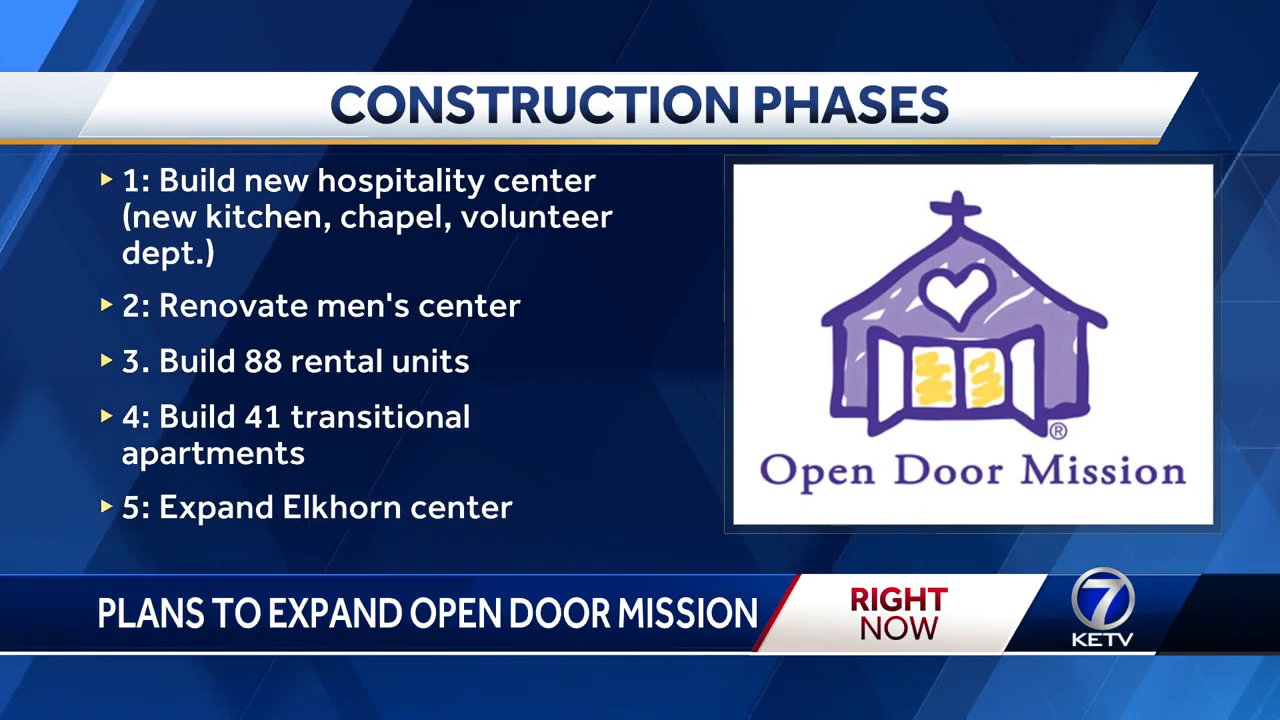 CONSTRUCTION PHASES
1: Build new hospitality center
(new kitchen, chapel, volunteer
dept.)
2: Renovate men's center
3. Build 88 rental units
4: Build 41 transitional
apartments
5: Expand Elkhorn center
®
Open Door Mission
PLANS TO EXPAND OPEN DOOR MISSION
RIGHT
NOW
7
KETV